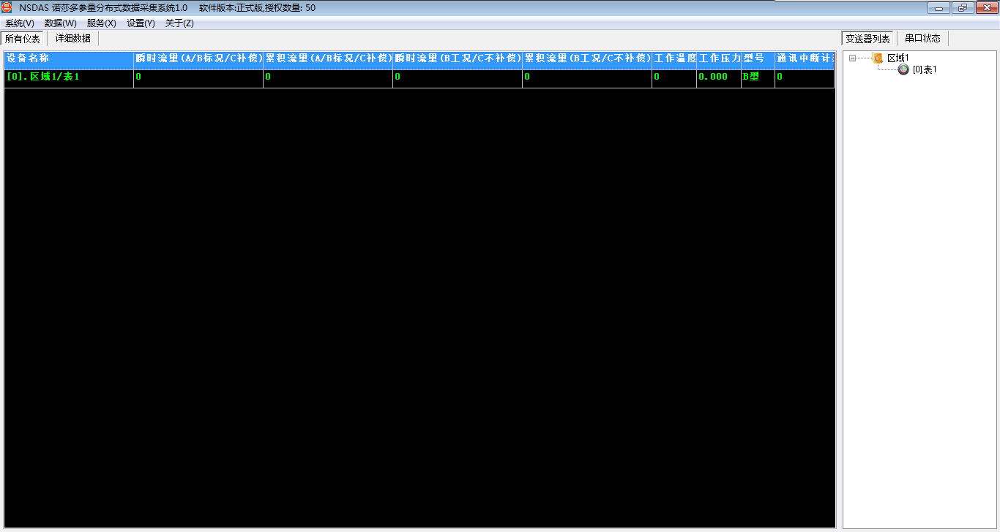 NSDAS 诺莎多参量分布式数据采集系统1.0 软件版本:正式版,授权数量: 50
系统(V) 数据(W) 服务(X) 设置(Y) 关于(Z)
所有仪表 详细数据 变送器列表 串口状态
设备名称 瞬时流量(A/B标况/C补偿) 累积流量(A/B标况/C补偿) 瞬时流量(B工况/C不补偿) 累积流量(B工况/C不补偿) 工作温度 工作压力 型号 通讯中断计
[0].区域1/表1 0 0 0 0 0 0.000 B型 0
区域1
[0].表1